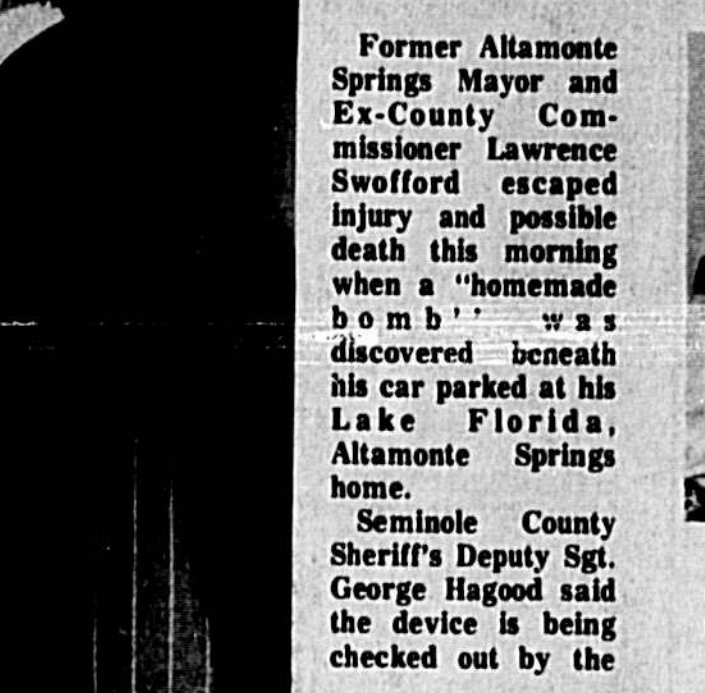 Former Altamonte
Springs Mayor and
Ex-County Com-
missioner Lawrence
Swofford escaped
injury and possible
death this morning
when a "homemade
bomb'' was
discovered beneath
his car parked at his
Lake Florida,
Altamonte Springs
home.
Seminole County
Sheriff's Deputy Sgt.
George Hagood said
the device is being
checked out by the